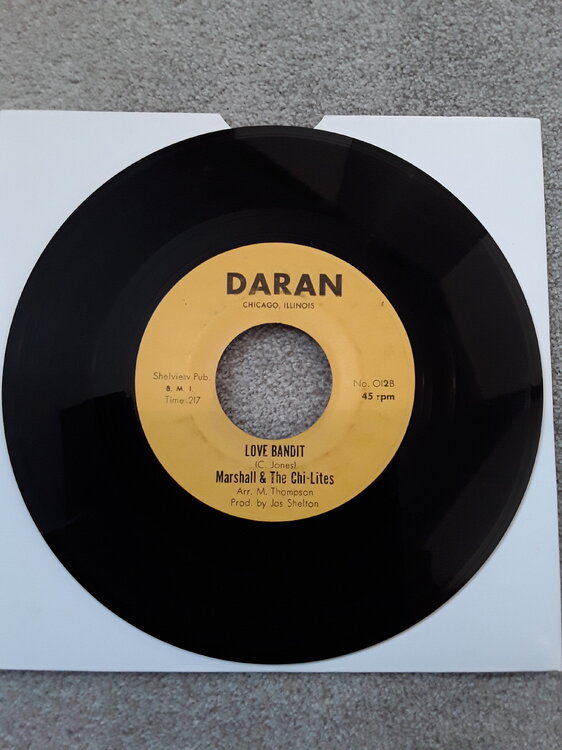 DARAN
CHICAGO, ILLINOIS
Shelview Pub.
B. M. I.
Time:217
No. O12B
45 rpm
LOVE BANDIT
(C. Jones)
Marshall & The Chi-Lites
Arr. M. Thompson
Prod. by Jos Shelton